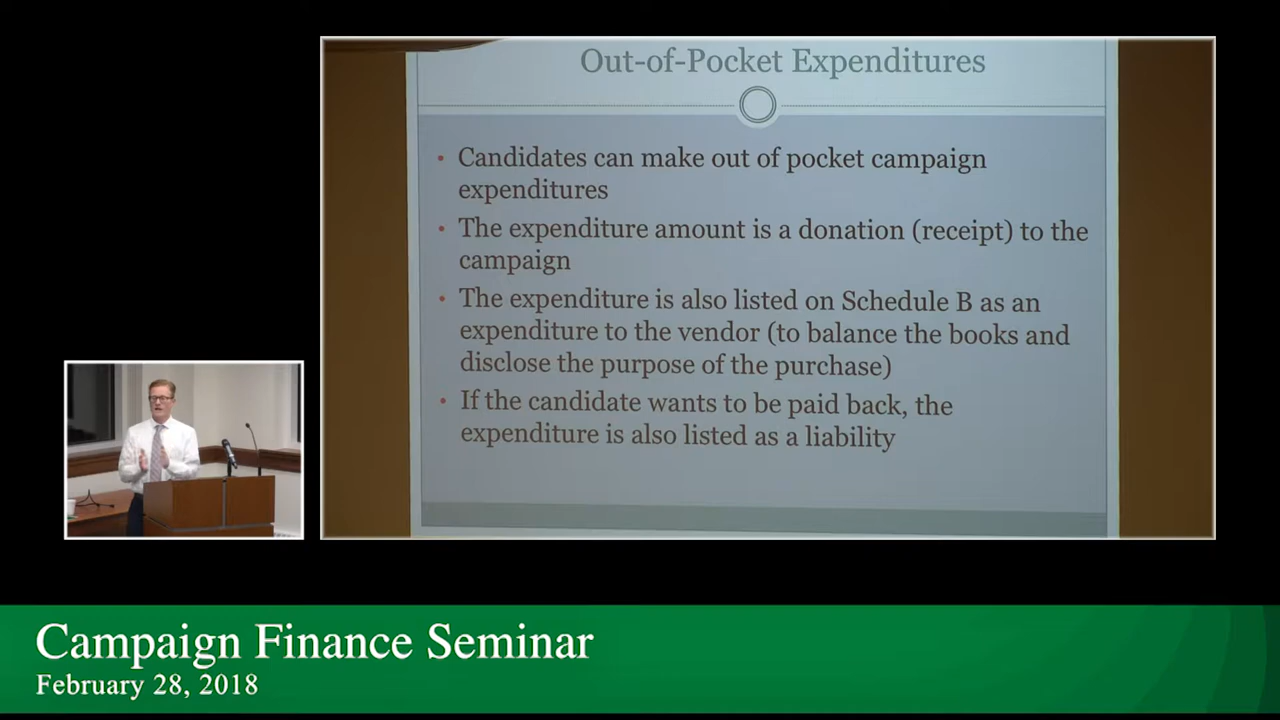 Out-of-Pocket Expenditures
• Candidates can make out of pocket campaign
expenditures
• The expenditure amount is a donation (receipt) to the
campaign
• The expenditure is also listed on Schedule B as an
expenditure to the vendor (to balance the books and
disclose the purpose of the purchase)
• If the candidate wants to be paid back, the
expenditure is also listed as a liability
Campaign Finance Seminar
February 28, 2018